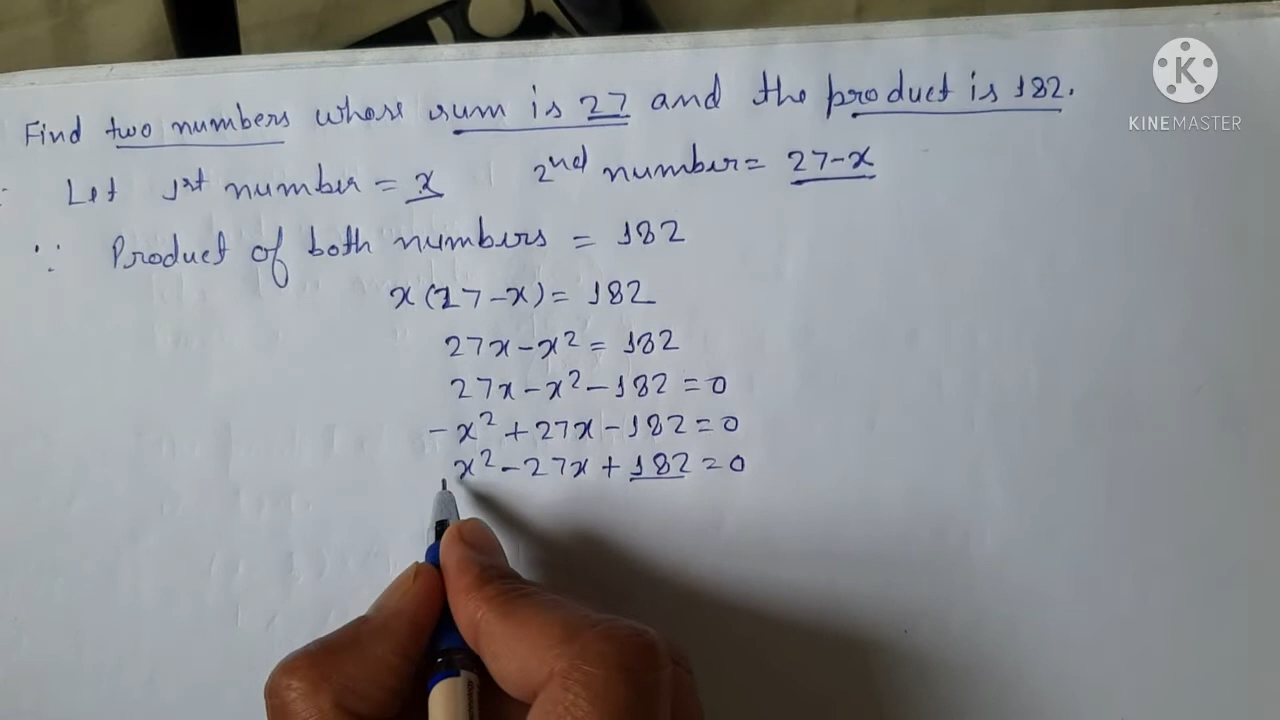 Find two numbers whose sum is 27 and the product is 182.
Let 1st number = x 2nd number = 27-x
∵ Product of both numbers = 182
x(27-x) = 182
27x-x² = 182
27x-x²-182 = 0
-x²+27x-182 = 0
x²-27x+182 = 0
K
KINEMASTER